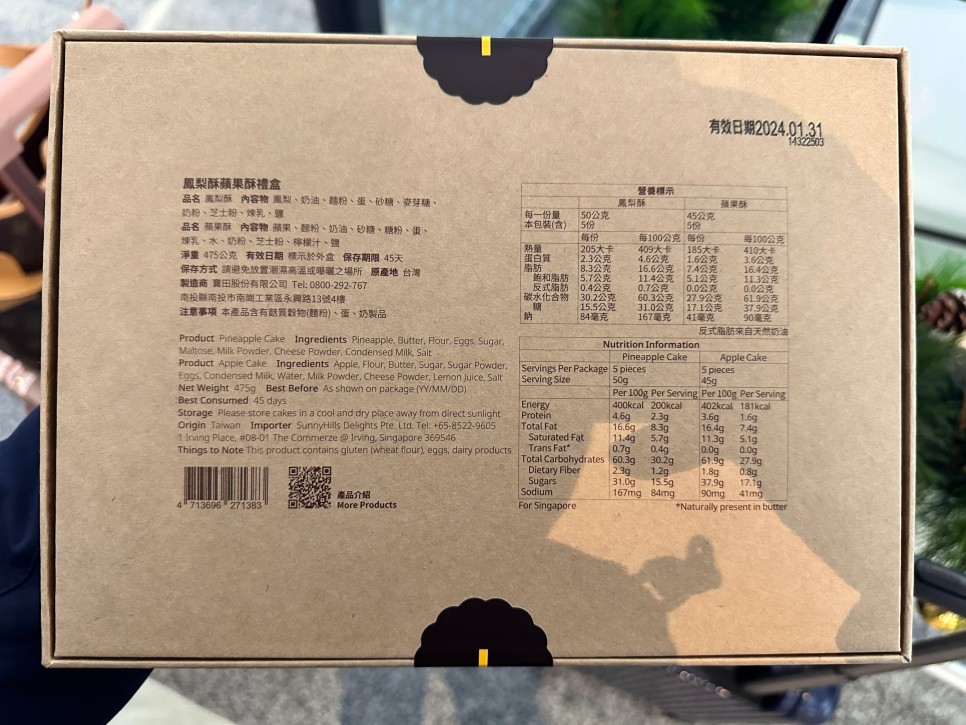 有效日期2024.01.31
14322503
鳳梨酥蘋果酥禮盒
品名 鳳梨酥 內容物 鳳梨、奶油、麵粉、蛋、砂糖、麥芽糖、
奶粉、芝士粉、煉乳、鹽
品名 蘋果酥 內容物 蘋果、麵粉、奶油、砂糖、糖粉、蛋、
煉乳、水、奶粉、芝士粉、檸檬汁、鹽
淨重 475公克 有效日期 標示於外盒 保存期限 45天
保存方式 請避免放置潮濕高溫或曝曬之場所 原產地 台灣
製造商 寶田股份有限公司 Tel: 0800-292-767
南投縣南投市南崗工業區永興路13號4樓
注意事項 本產品含有麩質穀物(麵粉)、蛋、奶製品
Product Pineapple Cake Ingredients Pineapple, Butter, Flour, Eggs, Sugar,
Maltose, Milk Powder, Cheese Powder, Condensed Milk, Salt
Product Apple Cake Ingredients Apple, Flour, Butter, Sugar, Sugar Powder,
Eggs, Condensed Milk, Water, Milk Powder, Cheese Powder, Lemon Juice, Salt
Net Weight 475g Best Before As shown on package (YY/MM/DD)
Best Consumed 45 days
Storage Please store cakes in a cool and dry place away from direct sunlight
Origin Taiwan Importer SunnyHills Delights Pte. Ltd. Tel: +65-8522-9605
1 Irving Place, #08-01 The Commerze @ Irving, Singapore 369546
Things to Note This product contains gluten (wheat flour), eggs, dairy products
4 713696 271383
產品介紹
More Products
營養標示
鳳梨酥 蘋果酥
每一份量 50公克 45公克
本包裝(含) 5份 5份
每份 每100公克 每份 每100公克
熱量 205大卡 409大卡 185大卡 410大卡
蛋白質 2.3公克 4.6公克 1.6公克 3.6公克
脂肪 8.3公克 16.6公克 7.4公克 16.4公克
飽和脂肪 5.7公克 11.4公克 5.1公克 11.3公克
反式脂肪 0.4公克 0.7公克 0.0公克 0.0公克
碳水化合物 30.2公克 60.3公克 27.9公克 61.9公克
糖 15.5公克 31.0公克 17.1公克 37.9公克
鈉 84毫克 167毫克 41毫克 90毫克
反式脂肪來自天然奶油
Nutrition Information
Pineapple Cake Apple Cake
Servings Per Package 5 pieces 5 pieces
Serving Size 50g 45g
Per 100g Per Serving Per 100g Per Serving
Energy 400kcal 200kcal 402kcal 181kcal
Protein 4.6g 2.3g 3.6g 1.6g
Total Fat 16.6g 8.3g 16.4g 7.4g
Saturated Fat 11.4g 5.7g 11.3g 5.1g
Trans Fat* 0.7g 0.4g 0.0g 0.0g
Total Carbohydrates 60.3g 30.2g 61.9g 27.9g
Dietary Fiber 2.3g 1.2g 1.8g 0.8g
Sugars 31.0g 15.5g 37.9g 17.1g
Sodium 167mg 84mg 90mg 41mg
For Singapore *Naturally present in butter